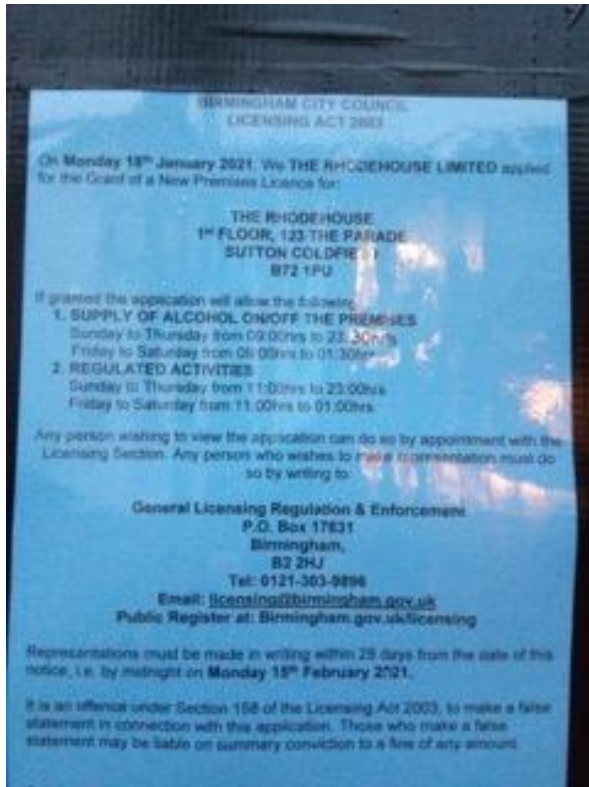 BIRMINGHAM CITY COUNCIL
LICENSING ACT 2003
On Monday 18th January 2021, We THE RHODEHOUSE LIMITED applied
for the Grant of a New Premises Licence for:
THE RHODEHOUSE
1ST FLOOR, 123 THE PARADE
SUTTON COLDFIELD
B72 1PU
If granted the application will allow the following
1. SUPPLY OF ALCOHOL ON/OFF THE PREMISES
Sunday to Thursday from 09:00hrs to 23:30hrs
Friday to Saturday from to 01:30hrs
2. REGULATED ACTIVITIES
Sunday to Thursday from 11:00hrs to 23:00hrs
Friday to Saturday from 11:00hrs to 01:00hrs
Any person wishing to view the application can do so by appointment with the
Licensing Section. Any person who wishes to make representation must do
so by writing to:
General Licensing Regulation & Enforcement
P.O. Box 17831
Birmingham,
B2 2HJ
Tel: 0121-303-9896
Email: licensing@birmingham.gov.uk
Public Register at: Birmingham.gov.uk/licensing
Representations must be made in writing within 28 days from the date of this
notice, i.e. by midnight on Monday 15th February 2021.
It is an offence under Section 158 of the Licensing Act 2003, to make a false
statement in connection with this application. Those who make a false
statement may be liable on summary conviction to a fine of any amount